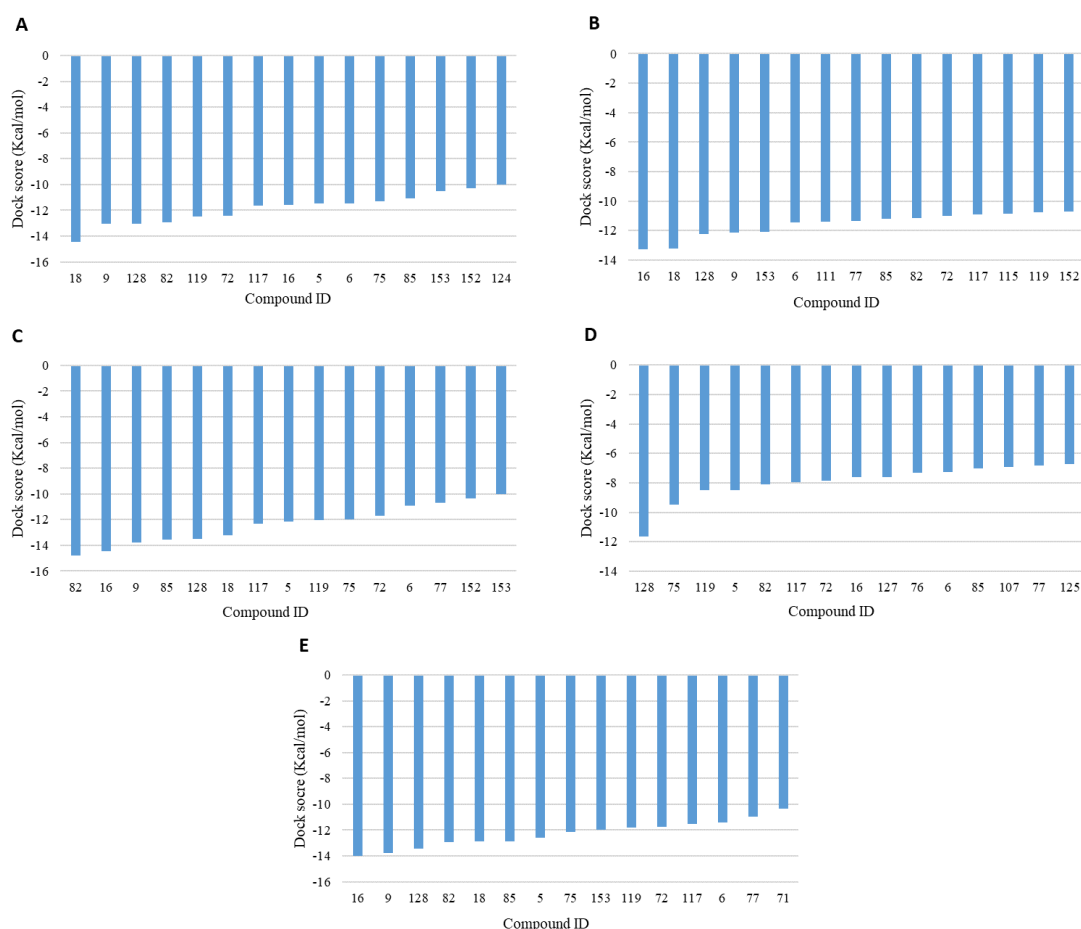 A
0
-2
-4
-6
-8
-10
-12
-14
-16
Dock score (Kcal/mol)
18 9 128 82 119 72 117 16 5 6 75 85 153 152 124
Compound ID
B
0
-2
-4
-6
-8
-10
-12
-14
Dock score (Kcal/mol)
16 18 128 9 153 6 111 77 85 82 72 117 115 119 152
Compound ID
C
0
-2
-4
-6
-8
-10
-12
-14
-16
Dock score (Kcal/mol)
82 16 9 85 128 18 117 5 119 75 72 6 77 152 153
Compound ID
D
0
-2
-4
-6
-8
-10
-12
-14
Dock score (Kcal/mol)
128 75 119 5 82 117 72 16 127 76 6 85 107 77 125
Compound ID
E
0
-2
-4
-6
-8
-10
-12
-14
-16
Dock socre (Kcal/mol)
16 9 128 82 18 85 5 75 153 119 72 117 6 77 71
Compound ID